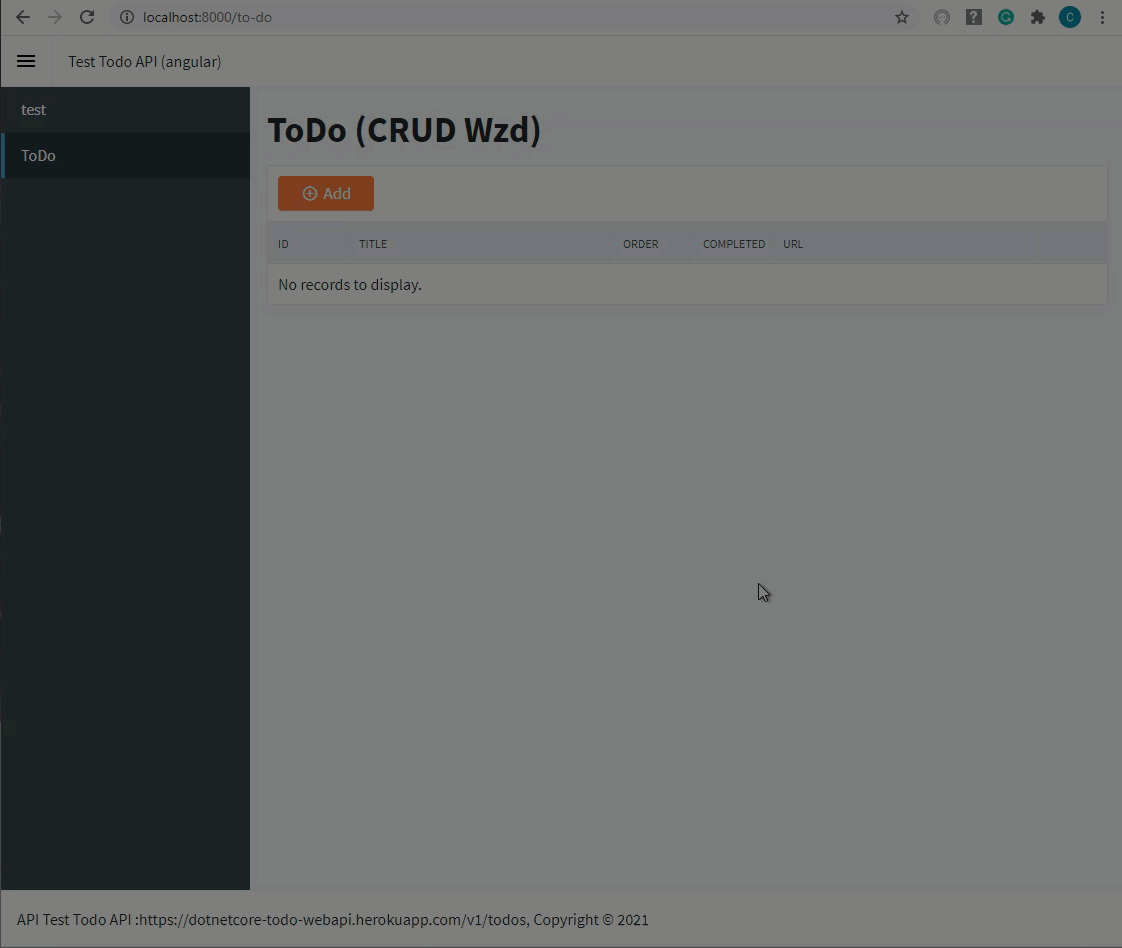 localhost:8000/to-do
Test Todo API (angular)
test
ToDo
ToDo (CRUD Wzd)
Add
ID TITLE ORDER COMPLETED URL
No records to display.
API Test Todo API :https://dotnetcore-todo-webapi.herokuapp.com/v1/todos, Copyright © 2021